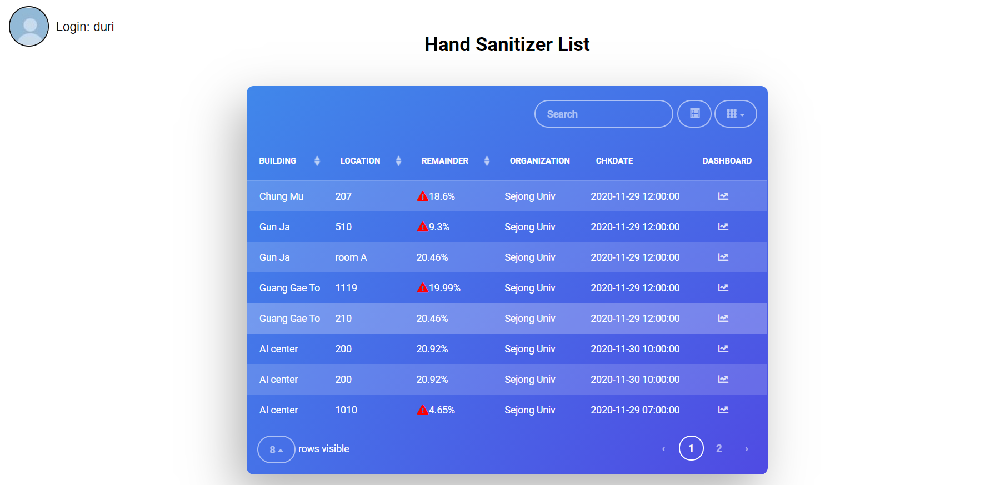 Login: duri
Hand Sanitizer List
Search
BUILDING LOCATION REMAINDER ORGANIZATION CHKDATE DASHBOARD
Chung Mu 207 18.6% Sejong Univ 2020-11-29 12:00:00
Gun Ja 510 9.3% Sejong Univ 2020-11-29 12:00:00
Gun Ja room A 20.46% Sejong Univ 2020-11-29 12:00:00
Guang Gae To 1119 19.99% Sejong Univ 2020-11-29 12:00:00
Guang Gae To 210 20.46% Sejong Univ 2020-11-29 12:00:00
AI center 200 20.92% Sejong Univ 2020-11-30 10:00:00
AI center 200 20.92% Sejong Univ 2020-11-30 10:00:00
AI center 1010 4.65% Sejong Univ 2020-11-29 07:00:00
8 rows visible ‹ 1 2 ›